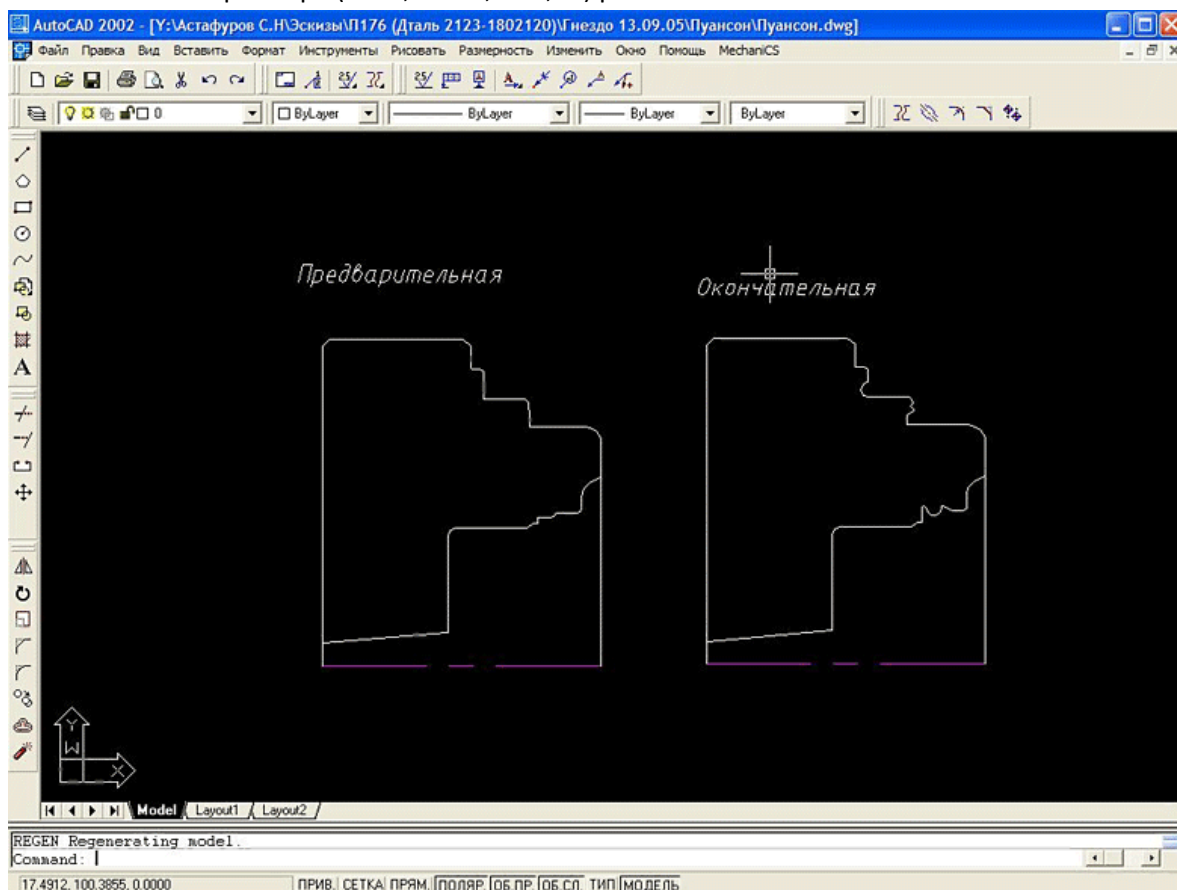 AutoCAD 2002 - [Y:\Астафуров С.Н\Эскизы\П176 (Дталь 2123-1802120)\Гнездо 13.09.05\Пуансон\Пуансон.dwg]
Файл Правка Вид Вставить Формат Инструменты Рисовать Размерность Изменить Окно Помощь MechaniCS
0 ByLayer ByLayer ByLayer ByLayer
Предварительная
Окончательная
A
Y
W
X
Model Layout1 Layout2
REGEN Regenerating model.
Command:
17.4912, 100.3855, 0.0000 ПРИВ. СЕТКА ПРЯМ. ПОЛЯР. ОБ.ПР. ОБ.СЛ. ТИП МОДЕЛЬ